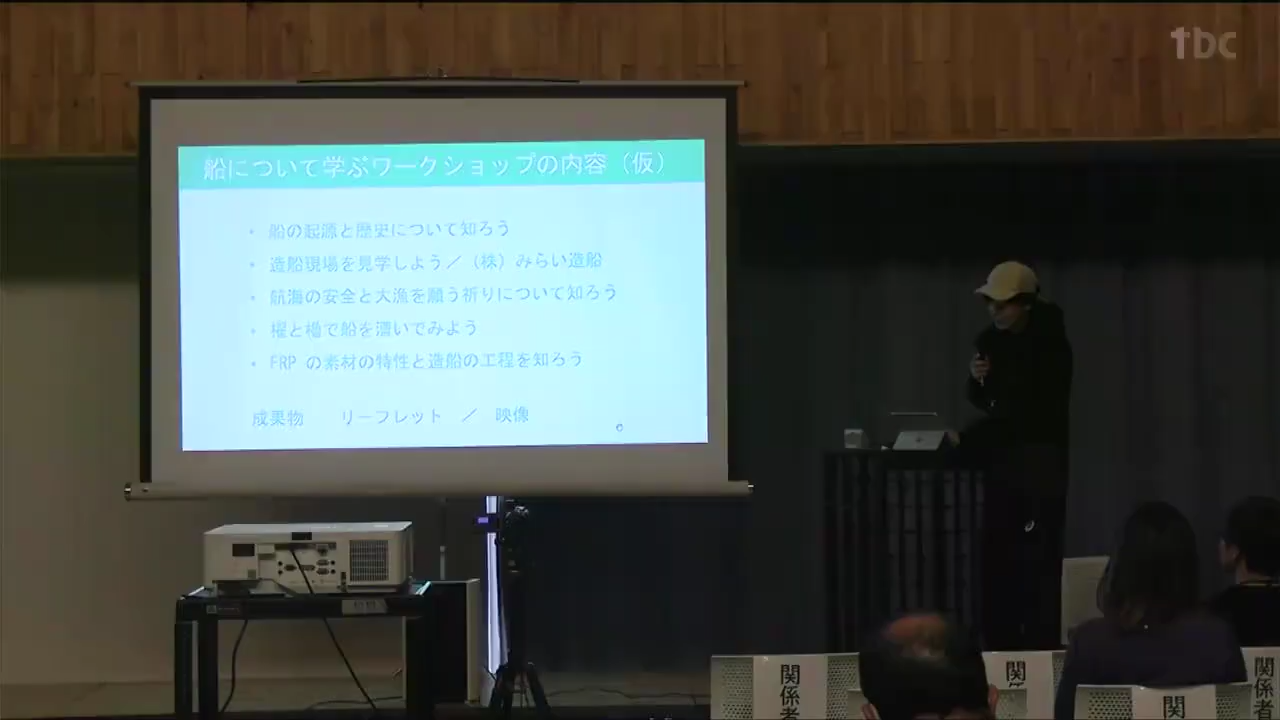 tbc
船について学ぶワークショップの内容（仮）
・ 船の起源と歴史について知ろう
・ 造船現場を見学しよう／（株）みらい造船
・ 航海の安全と大漁を願う祈りについて知ろう
・ 櫂と櫓で船を漕いでみよう
・ FRP の素材の特性と造船の工程を知ろう
成果物　リーフレット　／　映像
関係者
関
関
関係者